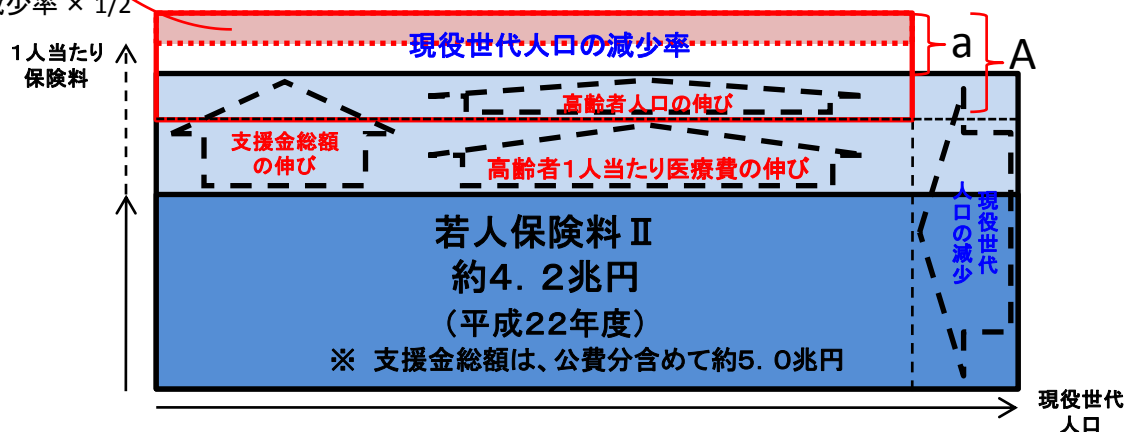 減少率 × 1/2
1人当たり
保険料
現役世代人口の減少率
a
A
高齢者人口の伸び
支援金総額
の伸び
高齢者1人当たり医療費の伸び
現役世代
人口の減少
若人保険料Ⅱ
約4.2兆円
(平成22年度)
※ 支援金総額は、公費分含めて約5.0兆円
現役世代
人口